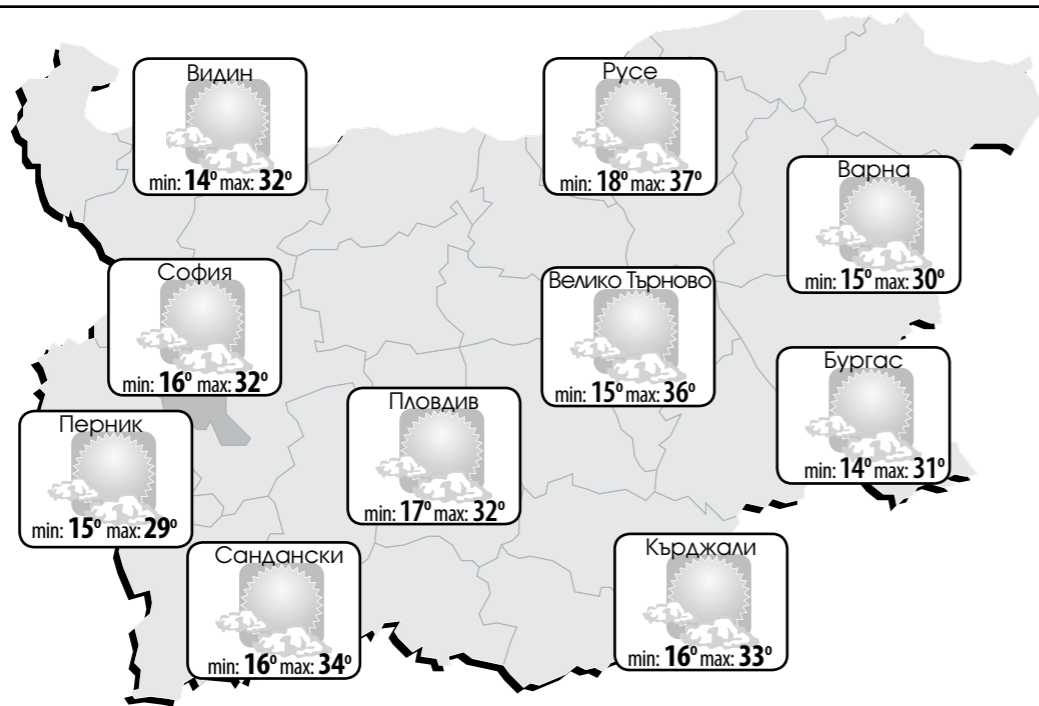 Видин
min: 14° max: 32°
Русе
min: 18° max: 37°
Варна
min: 15° max: 30°
София
min: 16° max: 32°
Велико Търново
min: 15° max: 36°
Бургас
min: 14° max: 31°
Пловдив
min: 17° max: 32°
Перник
min: 15° max: 29°
Сандански
min: 16° max: 34°
Кърджали
min: 16° max: 33°